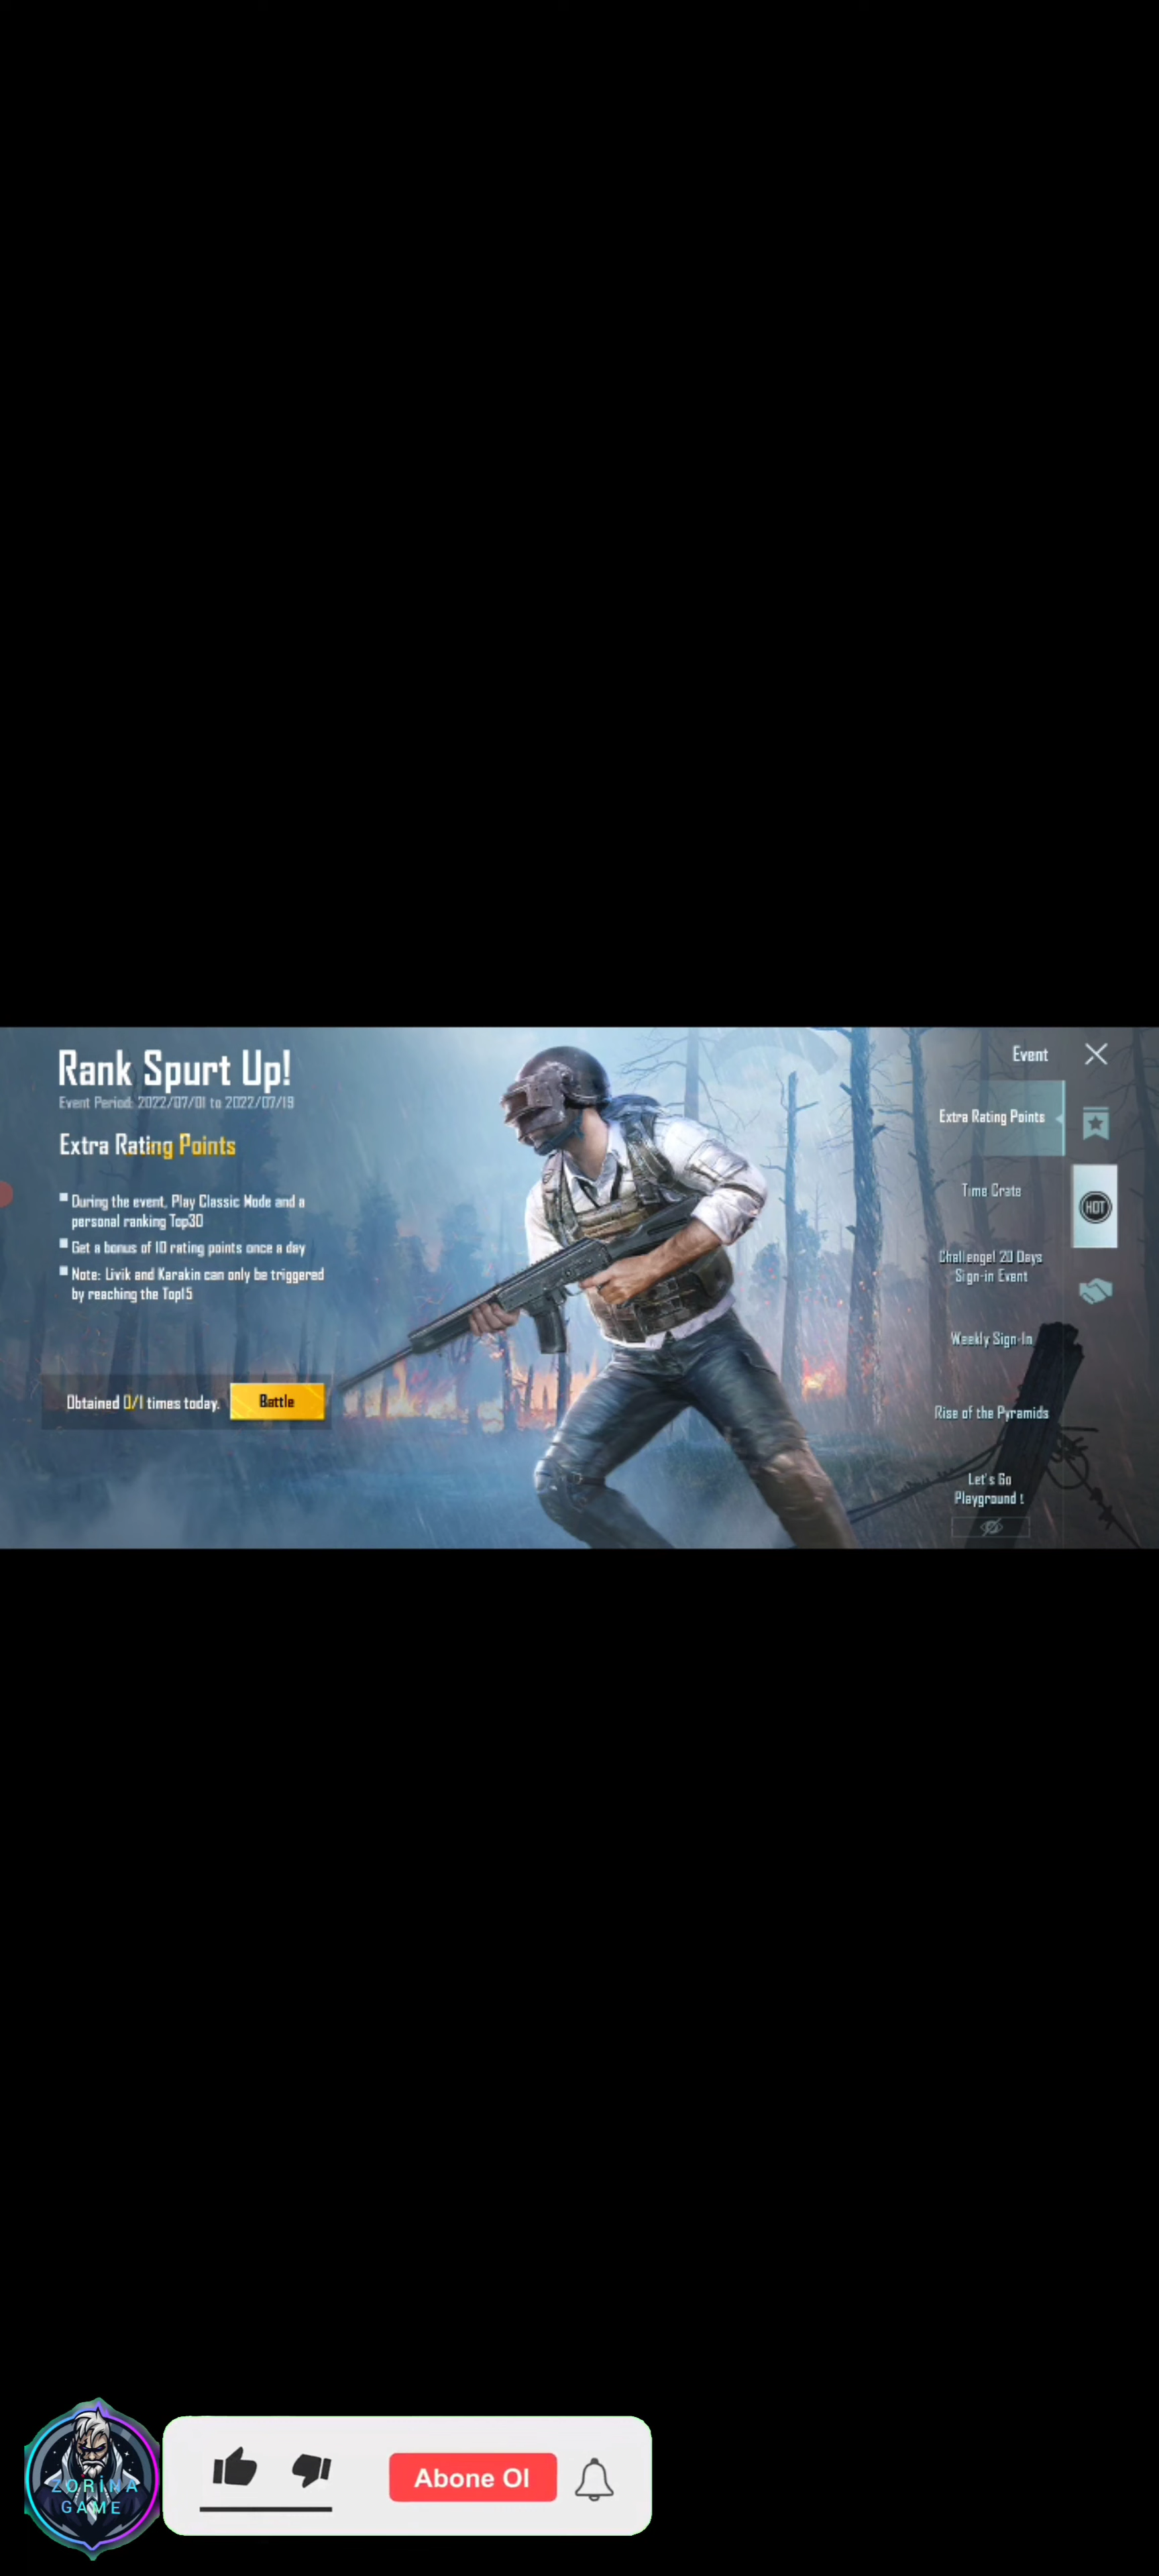 Rank Spurt Up!
Event Period: 2022/07/01 to 2022/07/19
Extra Rating Points
During the event, Play Classic Mode and a
personal ranking Top30
Get a bonus of 10 rating points once a day
Note: Livik and Karakin can only be triggered
by reaching the Top15
Obtained 0/1 times today.
Battle
Event
Extra Rating Points
Time Crate
HOT
Challenge! 20 Days
Sign-in Event
Weekly Sign-In
Rise of the Pyramids
Let's Go
Playground t
ZORİNA
GAME
Abone Ol